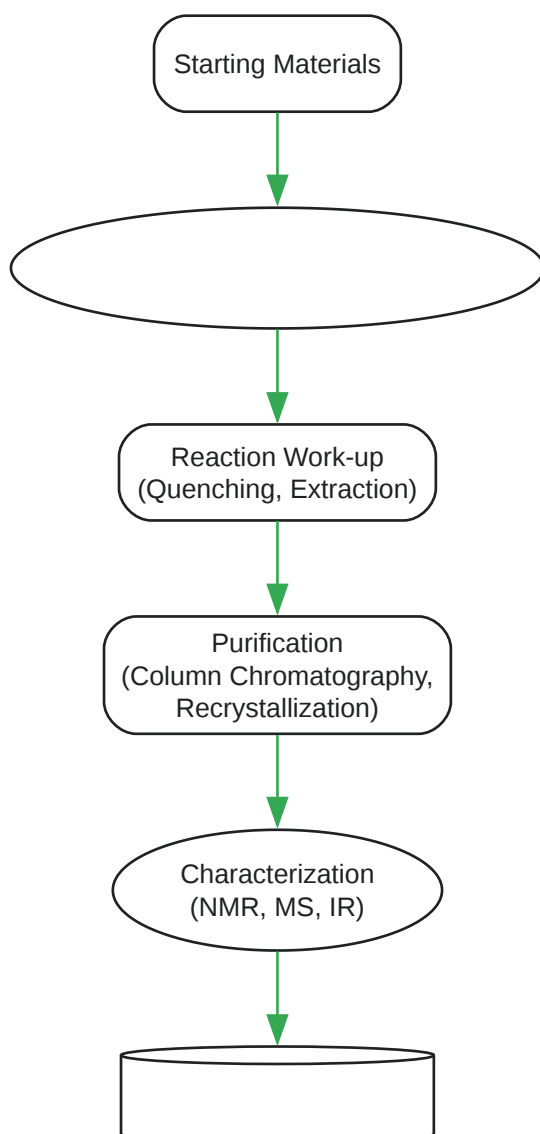 Starting Materials
Reaction Work-up
(Quenching, Extraction)
Purification
(Column Chromatography,
Recrystallization)
Characterization
(NMR, MS, IR)